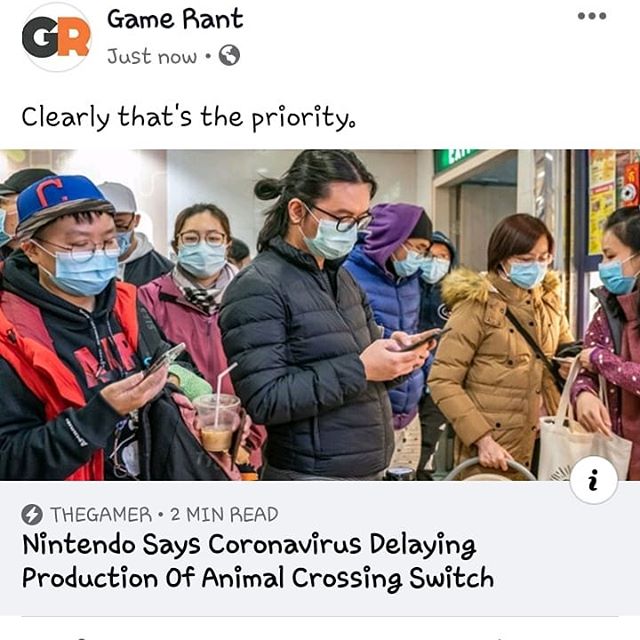 GR
Game Rant
Just now
Clearly that's the priority.
C
EXIT
i
THEGAMER • 2 MIN READ
Nintendo Says Coronavirus Delaying
Production Of Animal Crossing Switch